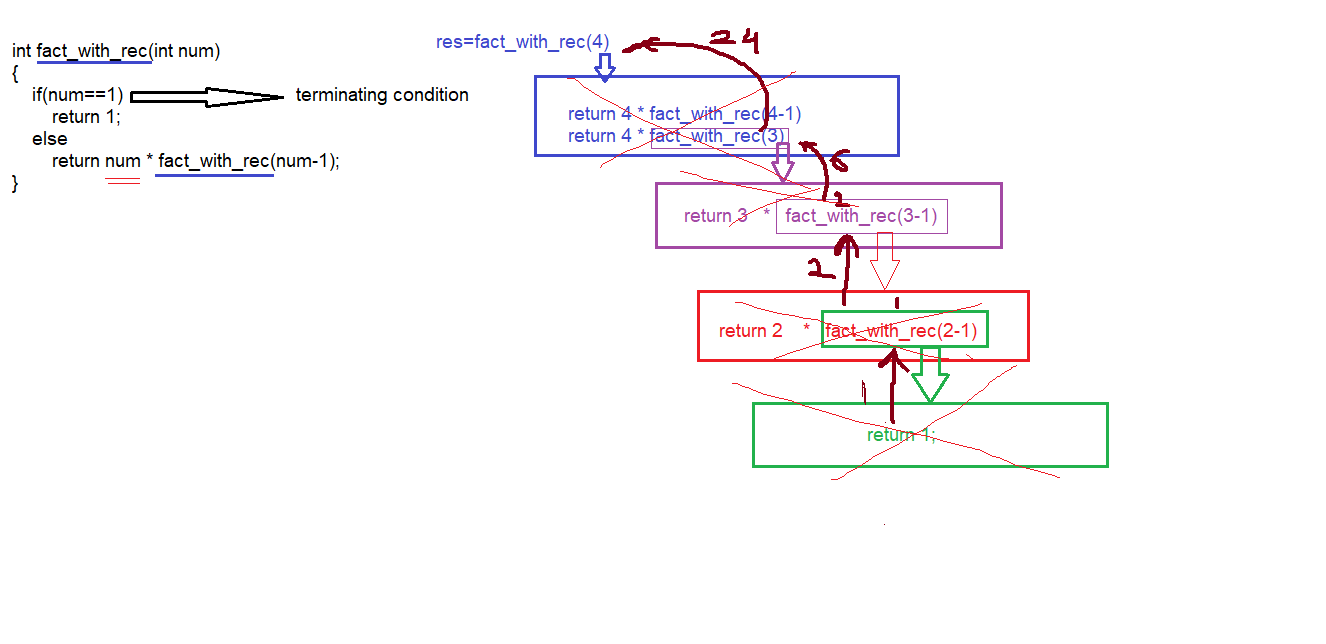 int fact_with_rec(int num)
{
if(num==1)
terminating condition
return 1;
else
return num * fact_with_rec(num-1);
}
res=fact_with_rec(4)
24
return 4 * fact_with_rec(4-1)
return 4 * fact_with_rec(3)
6
2
return 3 * fact_with_rec(3-1)
2
1
return 2 * fact_with_rec(2-1)
1
return 1;